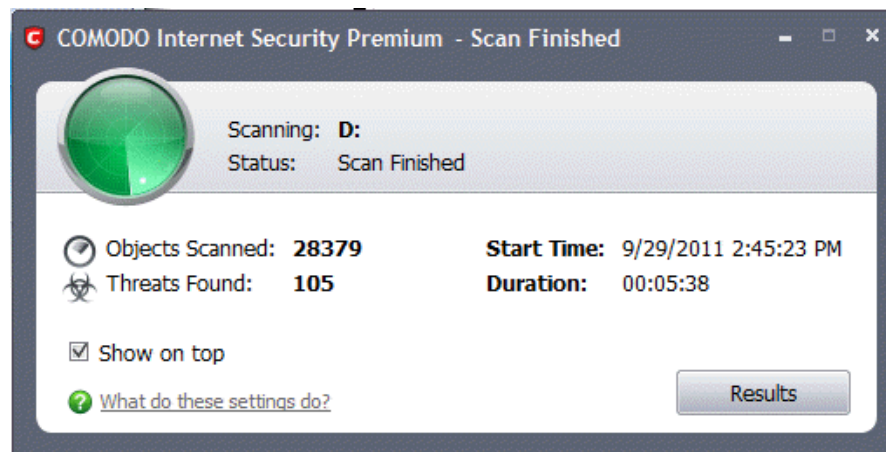 COMODO Internet Security Premium - Scan Finished
Scanning: D:
Status: Scan Finished
Objects Scanned: 28379
Start Time: 9/29/2011 2:45:23 PM
Threats Found: 105
Duration: 00:05:38
Show on top
What do these settings do?
Results